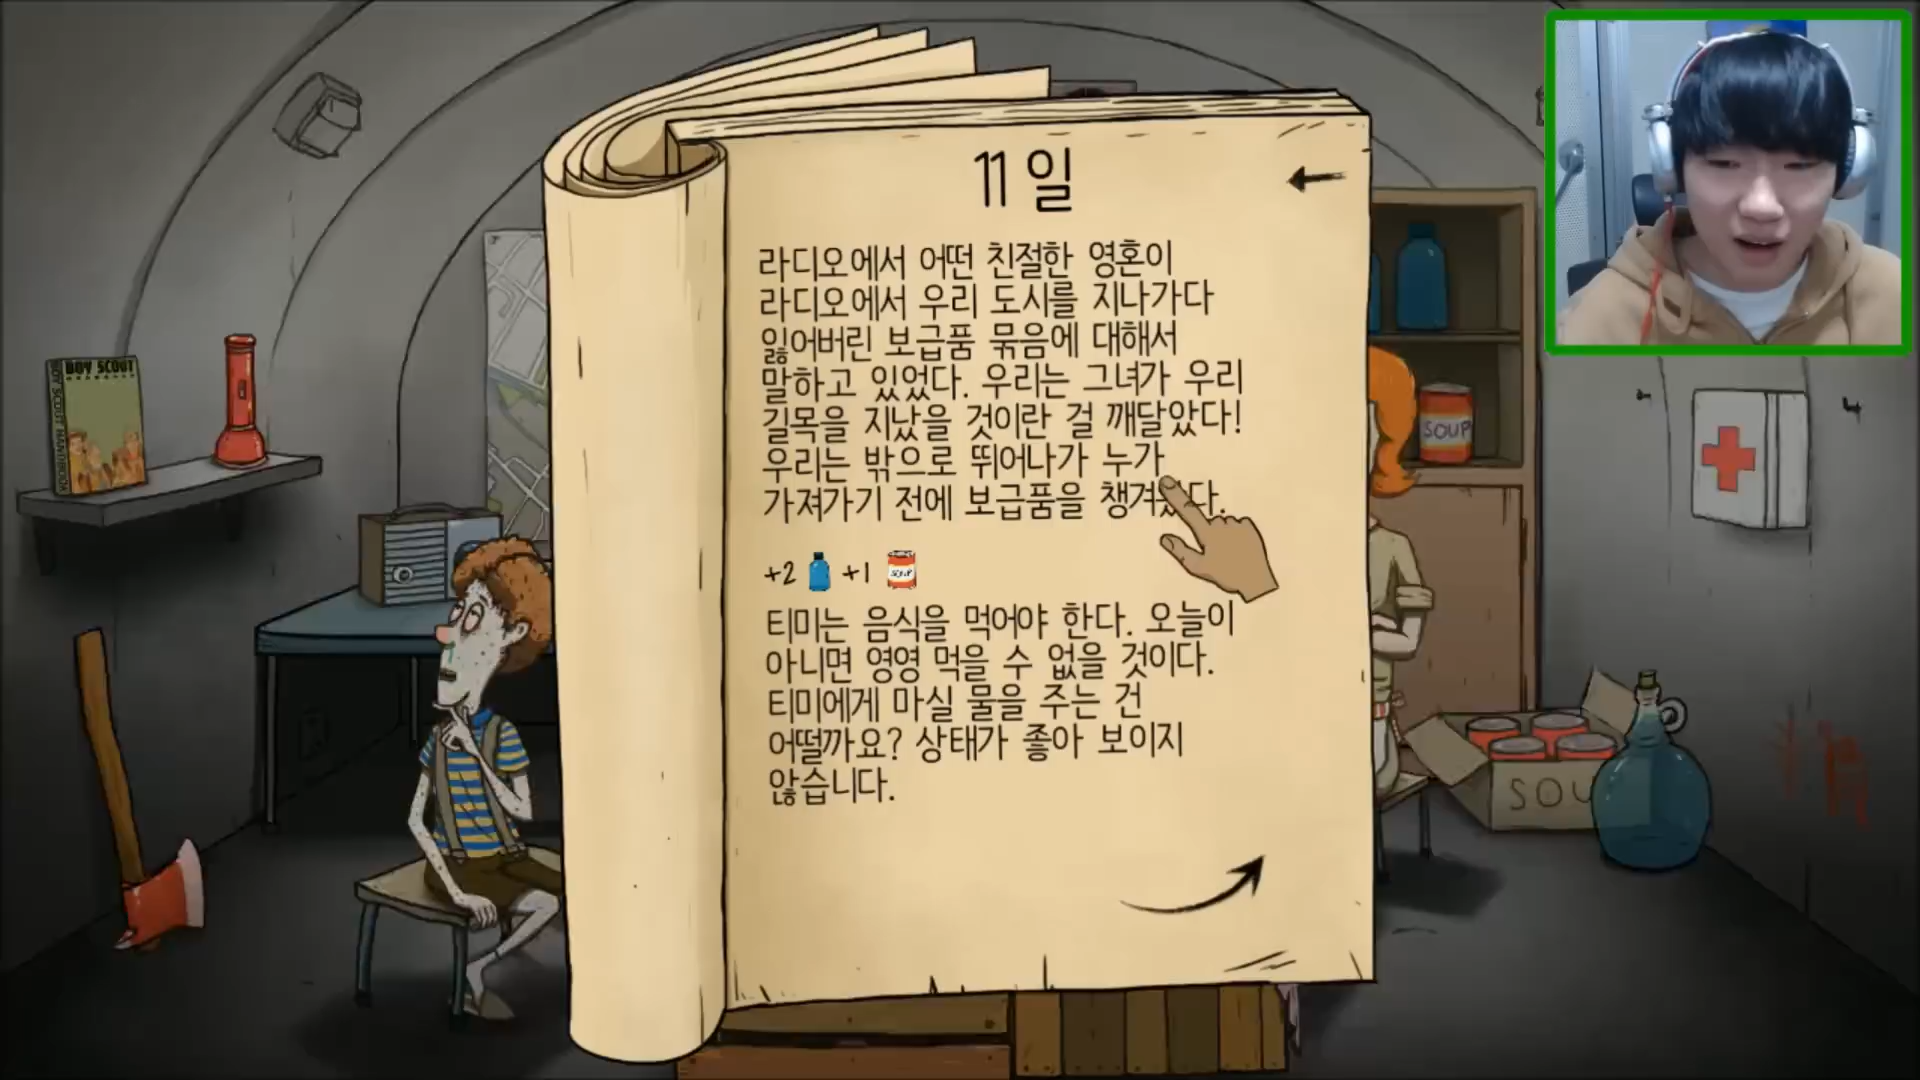 11 일
라디오에서 어떤 친절한 영혼이
라디오에서 우리 도시를 지나가다
잃어버린 보급품 묶음에 대해서
말하고 있었다. 우리는 그녀가 우리
길목을 지났을 것이란 걸 깨달았다!
우리는 밖으로 뛰어나가 누가
가져가기 전에 보급품을 챙겨왔다.
+2 +1 SOUP
티미는 음식을 먹어야 한다. 오늘이
아니면 영영 먹을 수 없을 것이다.
티미에게 마실 물을 주는 건
어떨까요? 상태가 좋아 보이지
않습니다.
BOY SCOUT
BOY SCOUT HANDBOOK
SOUP
SOU